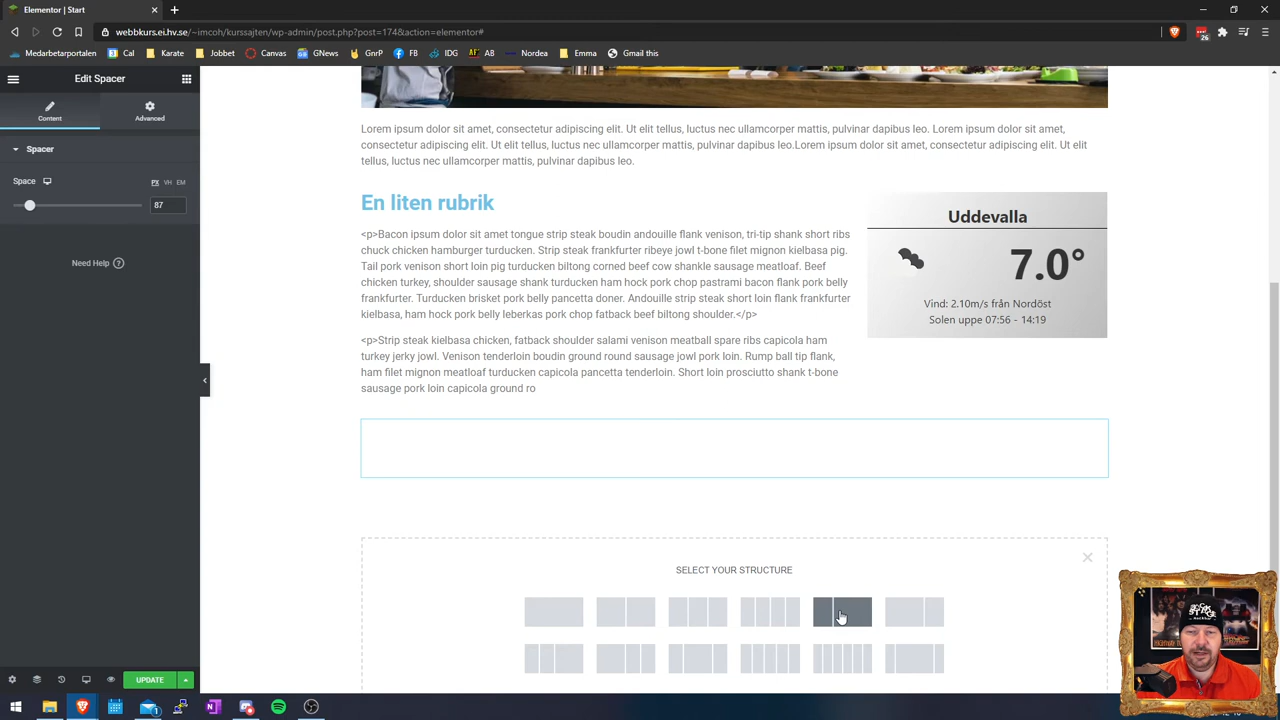 Elementor | Start
webbkurs.ei.hv.se/~imcoh/kurssajten/wp-admin/post.php?post=174&action=elementor#
26
Medarbetarportalen
Cal
Karate
Jobbet
Canvas
GNews
GnrP
FB
IDG
AB
Nordea
Emma
Gmail this
Edit Spacer
Content
Advanced
Spacer
Space
PX VH EM
87
Need Help
UPDATE
Lorem ipsum dolor sit amet, consectetur adipiscing elit. Ut elit tellus, luctus nec ullamcorper mattis, pulvinar dapibus leo. Lorem ipsum dolor sit amet,
consectetur adipiscing elit. Ut elit tellus, luctus nec ullamcorper mattis, pulvinar dapibus leo.Lorem ipsum dolor sit amet, consectetur adipiscing elit. Ut elit
tellus, luctus nec ullamcorper mattis, pulvinar dapibus leo.
En liten rubrik
<p>Bacon ipsum dolor sit amet tongue strip steak boudin andouille flank venison, tri-tip shank short ribs
chuck chicken hamburger turducken. Strip steak frankfurter ribeye jowl t-bone filet mignon kielbasa pig.
Tail pork venison short loin pig turducken biltong corned beef cow shankle sausage meatloaf. Beef
chicken turkey, shoulder sausage shank turducken ham hock pork chop pastrami bacon flank pork belly
frankfurter. Turducken brisket pork belly pancetta doner. Andouille strip steak short loin flank frankfurter
kielbasa, ham hock pork belly leberkas pork chop fatback beef biltong shoulder.</p>
<p>Strip steak kielbasa chicken, fatback shoulder salami venison meatball spare ribs capicola ham
turkey jerky jowl. Venison tenderloin boudin ground round sausage jowl pork loin. Rump ball tip flank,
ham filet mignon meatloaf turducken capicola pancetta tenderloin. Short loin prosciutto shank t-bone
sausage pork loin capicola ground ro
Uddevalla
7.0°
Vind: 2.10m/s från Nordöst
Solen uppe 07:56 - 14:19
SELECT YOUR STRUCTURE